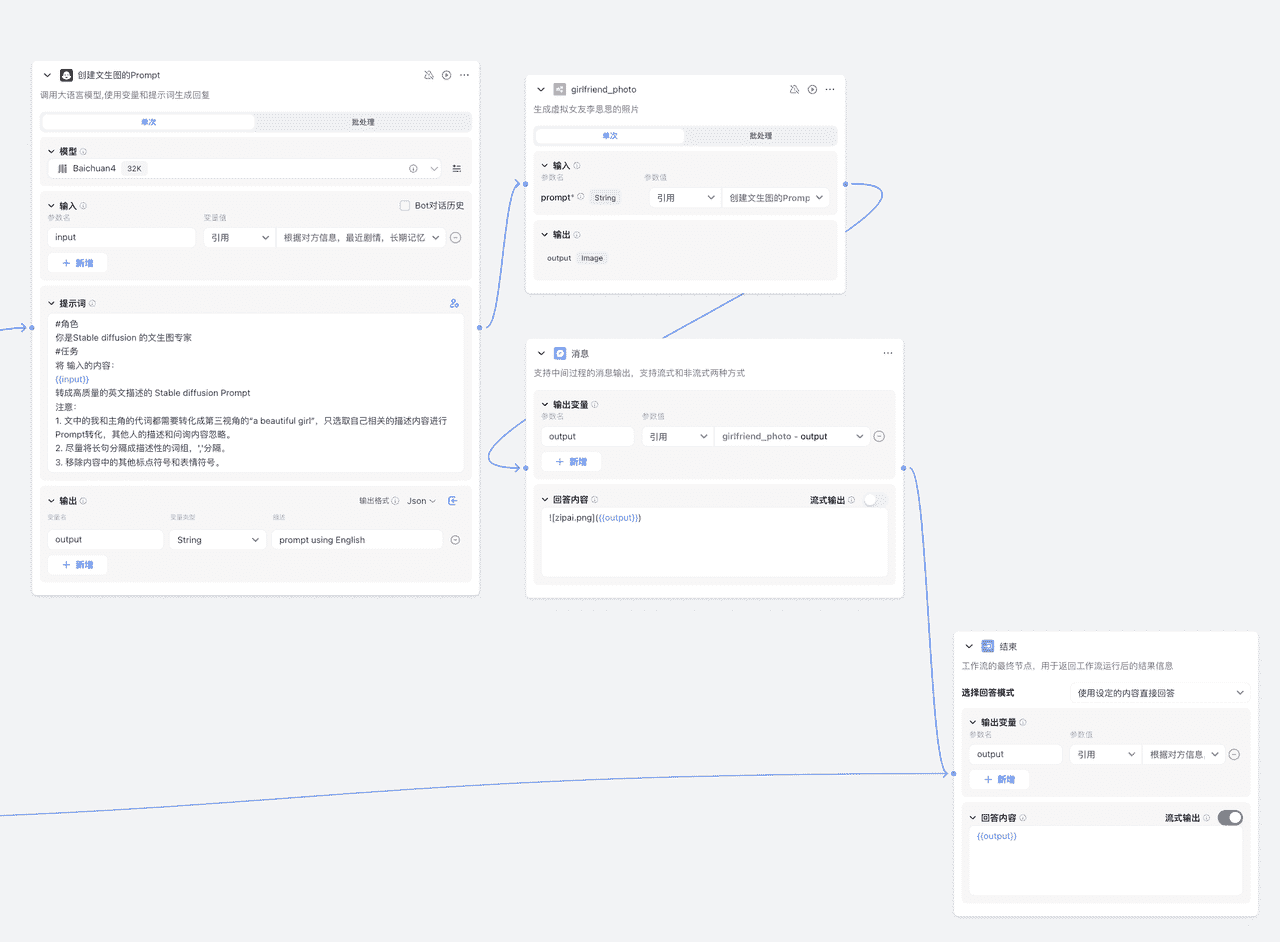 创建文生图的Prompt
调用大语言模型,使用变量和提示词生成回复
单次 批处理
模型
Baichuan4 32K
输入 Bot对话历史
参数名 变量值
input 引用 根据对方信息，最近剧情，长期记忆
+ 新增
提示词
#角色
你是Stable diffusion 的文生图专家
#任务
将 输入的内容：
{{input}}
转成高质量的英文描述的 Stable diffusion Prompt
注意：
1. 文中的我和主角的代词都需要转化成第三视角的“a beautiful girl”，只选取自己相关的描述内容进行
Prompt转化，其他人的描述和问询内容忽略。
2. 尽量将长句分隔成描述性的词组，','分隔。
3. 移除内容中的其他标点符号和表情符号。
输出 输出格式 Json
变量名 变量类型 描述
output String prompt using English
+ 新增
girlfriend_photo
生成虚拟女友李思思的照片
单次 批处理
输入
参数名 参数值
prompt* String 引用 创建文生图的Promp
输出
output Image
消息
支持中间过程的消息输出，支持流式和非流式两种方式
输出变量
参数名 参数值
output 引用 girlfriend_photo - output
+ 新增
回答内容 流式输出
![zipai.png]({{output}})
结束
工作流的最终节点，用于返回工作流运行后的结果信息
选择回答模式 使用设定的内容直接回答
输出变量
参数名 参数值
output 引用 根据对方信息
+ 新增
回答内容 流式输出
{{output}}